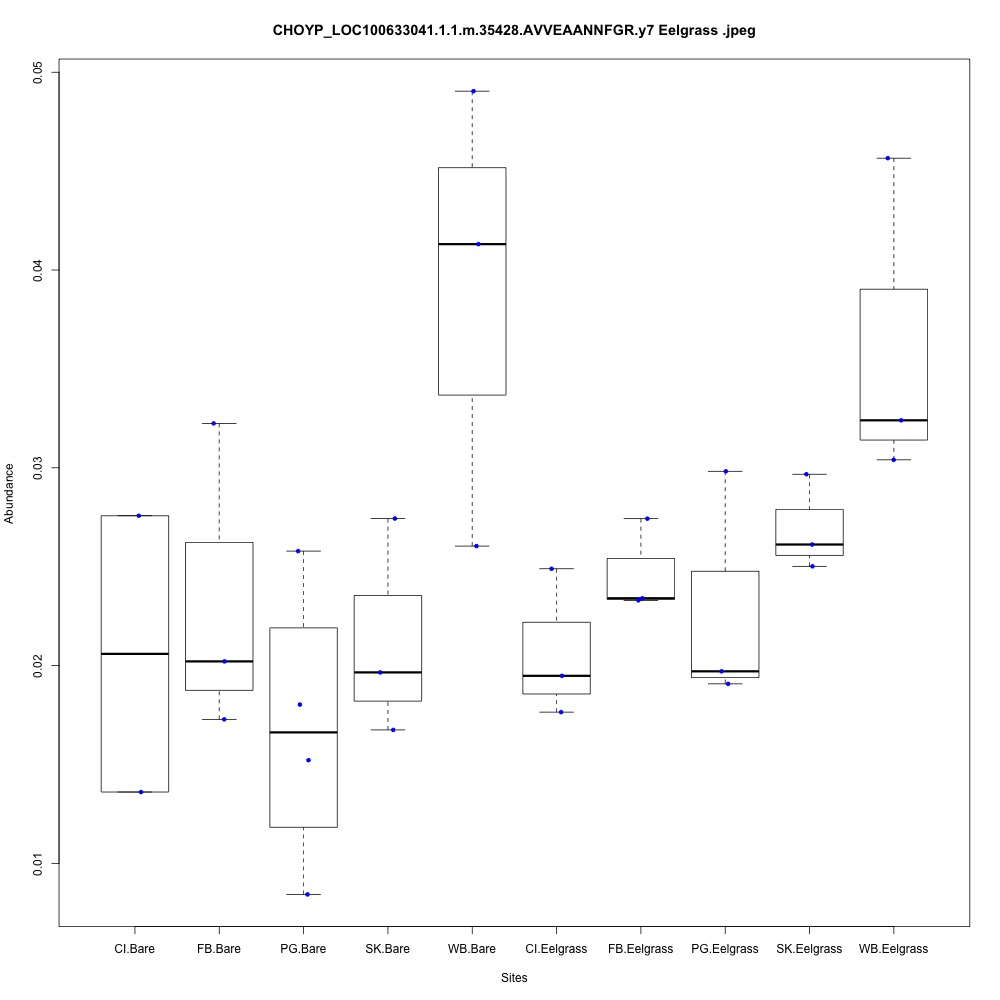 CHOYP_LOC100633041.1.1.m.35428.AVVEAANNFGR.y7 Eelgrass .jpeg
0.05
0.04
0.03
0.02
0.01
Abundance
CI.Bare FB.Bare PG.Bare SK.Bare WB.Bare CI.Eelgrass FB.Eelgrass PG.Eelgrass SK.Eelgrass WB.Eelgrass
Sites